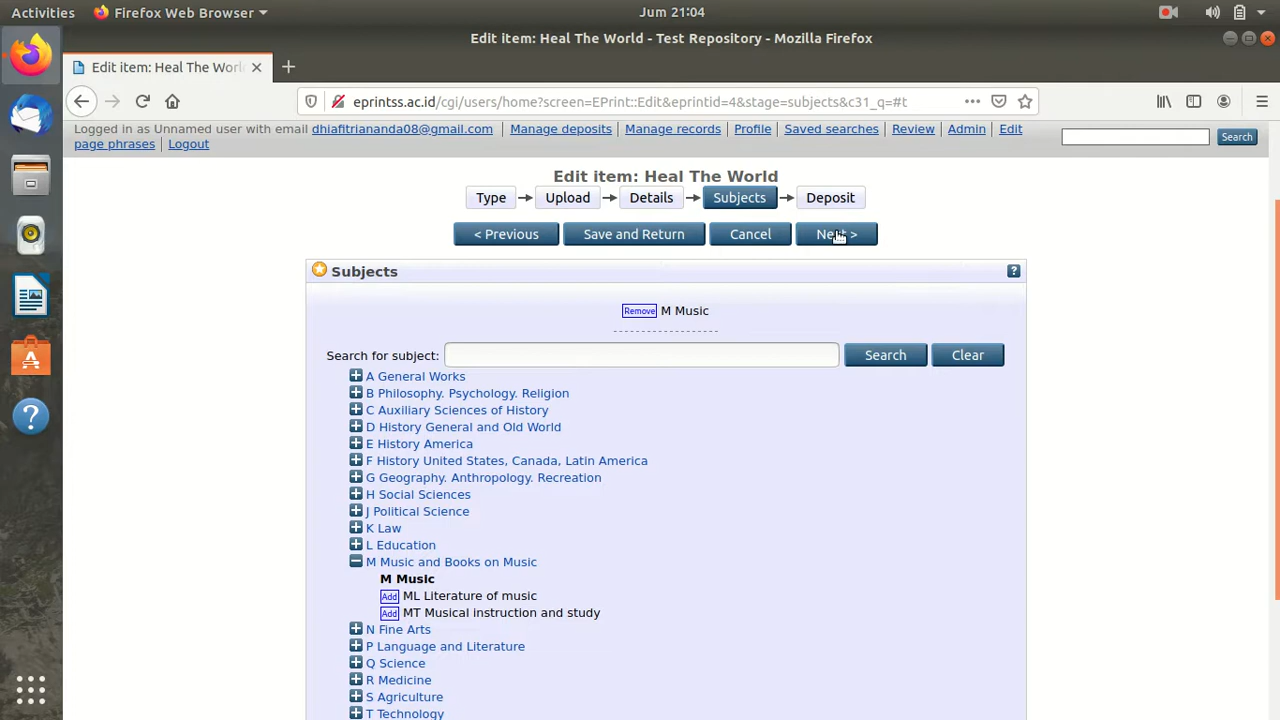 Activities Firefox Web Browser Jum 21:04
Edit item: Heal The World - Test Repository - Mozilla Firefox
Edit item: Heal The Worl
eprintss.ac.id/cgi/users/home?screen=EPrint::Edit&eprintid=4&stage=subjects&c31_q=#t
Logged in as Unnamed user with email dhiafitriananda08@gmail.com Manage deposits Manage records Profile Saved searches Review Admin Edit
page phrases Logout
Search
Edit item: Heal The World
Type Upload Details Subjects Deposit
< Previous Save and Return Cancel Next >
Subjects ?
Remove M Music
Search for subject: Search Clear
A General Works
B Philosophy. Psychology. Religion
C Auxiliary Sciences of History
D History General and Old World
E History America
F History United States, Canada, Latin America
G Geography. Anthropology. Recreation
H Social Sciences
J Political Science
K Law
L Education
M Music and Books on Music
M Music
Add ML Literature of music
Add MT Musical instruction and study
N Fine Arts
P Language and Literature
Q Science
R Medicine
S Agriculture
T Technology